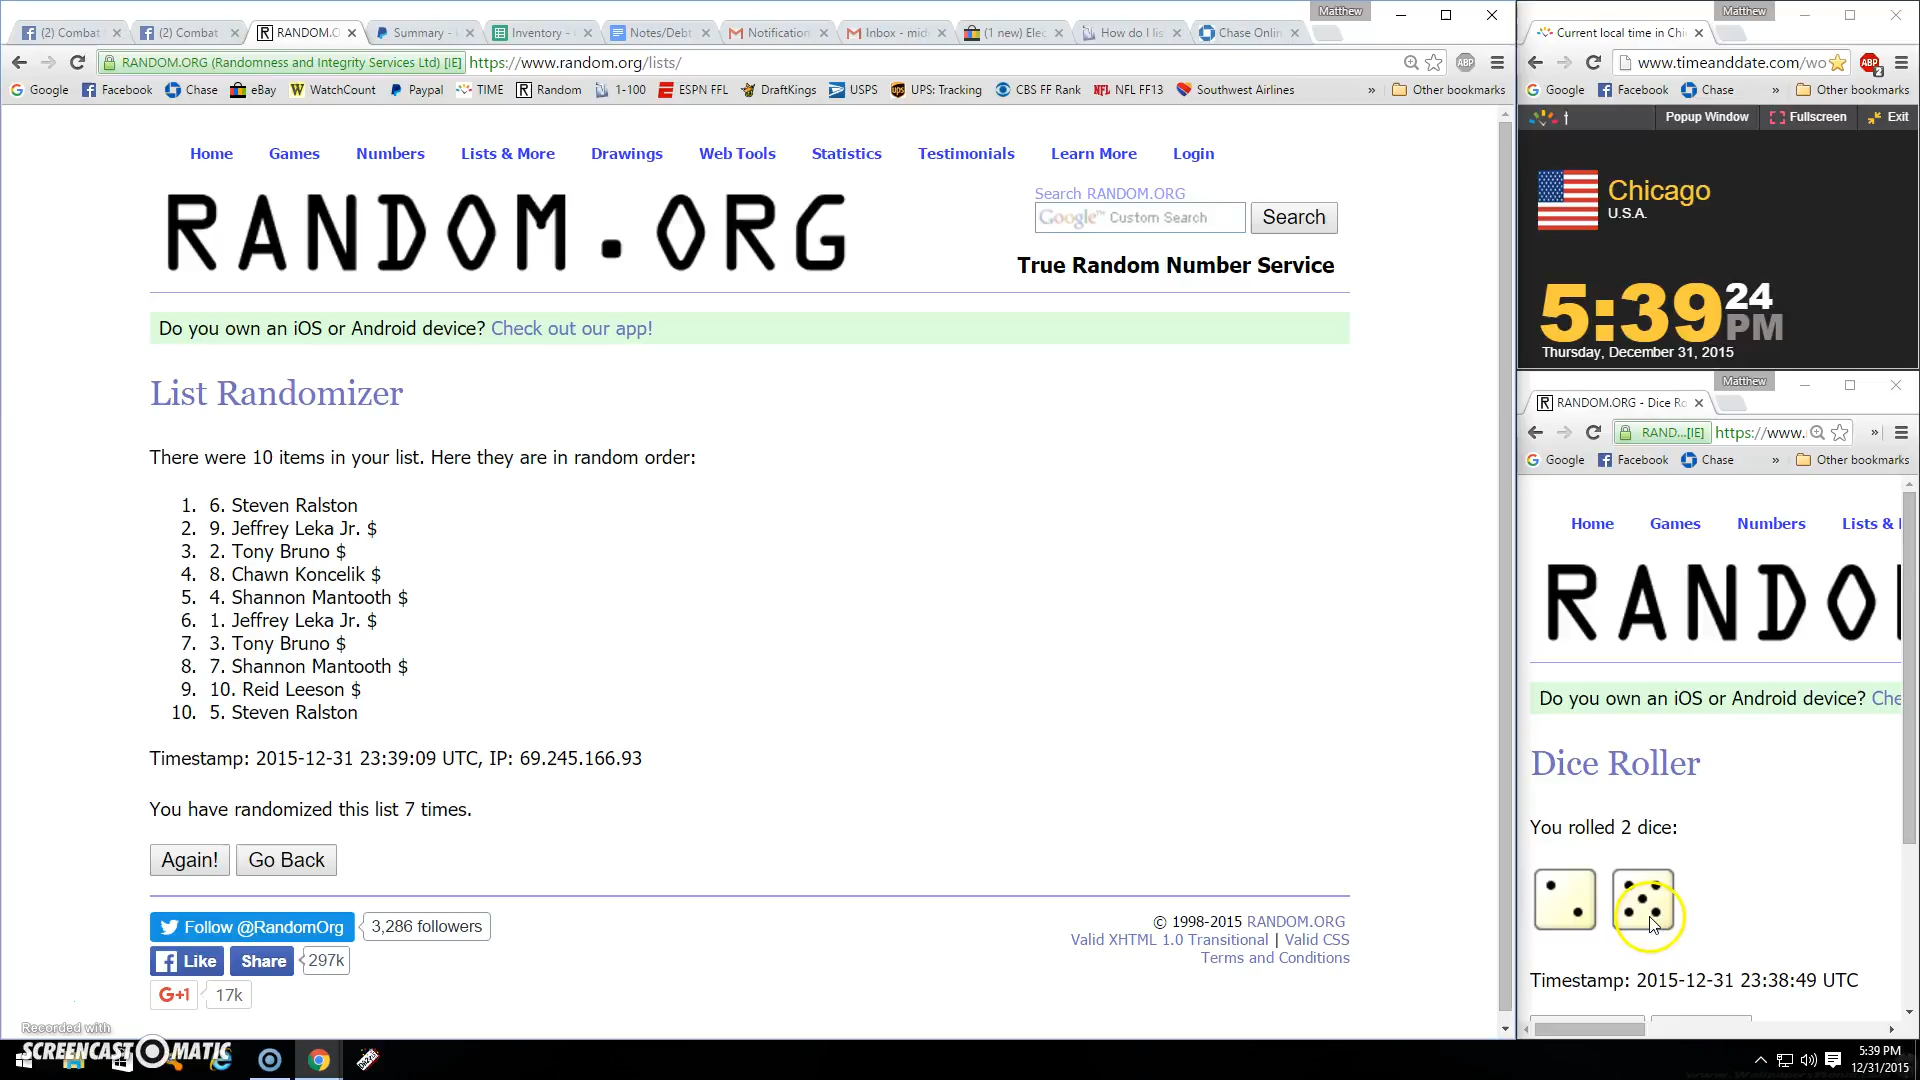 Matthew
(2) Combat
(2) Combat
RANDOM.O
Summary -
Inventory -
Notes/Debt
Notification
Inbox - mid
(1 new) Elec
How do I lis
Chase Onlin
RANDOM.ORG (Randomness and Integrity Services Ltd) [IE]
https://www.random.org/lists/
ABP
Google Facebook Chase eBay WatchCount Paypal TIME Random 1-100 ESPN FFL DraftKings USPS UPS: Tracking CBS FF Rank NFL FF13 Southwest Airlines » Other bookmarks
Home Games Numbers Lists & More Drawings Web Tools Statistics Testimonials Learn More Login
RANDOM.ORG
Search RANDOM.ORG
Google™ Custom Search
Search
True Random Number Service
Do you own an iOS or Android device? Check out our app!
List Randomizer
There were 10 items in your list. Here they are in random order:
1. 6. Steven Ralston
2. 9. Jeffrey Leka Jr. $
3. 2. Tony Bruno $
4. 8. Chawn Koncelik $
5. 4. Shannon Mantooth $
6. 1. Jeffrey Leka Jr. $
7. 3. Tony Bruno $
8. 7. Shannon Mantooth $
9. 10. Reid Leeson $
10. 5. Steven Ralston
Timestamp: 2015-12-31 23:39:09 UTC, IP: 69.245.166.93
You have randomized this list 7 times.
Again! Go Back
Follow @RandomOrg 3,286 followers
Like Share 297k
G+1 17k
© 1998-2015 RANDOM.ORG
Valid XHTML 1.0 Transitional | Valid CSS
Terms and Conditions
Recorded with
SCREENCAST-O-MATIC
Matthew
Current local time in Chi
www.timeanddate.com/wo
ABP
2
Google Facebook Chase » Other bookmarks
t Popup Window Fullscreen Exit
Chicago
U.S.A.
5:39 24 PM
Thursday, December 31, 2015
Matthew
RANDOM.ORG - Dice Ro
RAND...[IE] https://www. »
Google Facebook Chase » Other bookmarks
Home Games Numbers Lists &
RANDO
Do you own an iOS or Android device? Che
Dice Roller
You rolled 2 dice:
Timestamp: 2015-12-31 23:38:49 UTC
5:39 PM
12/31/2015